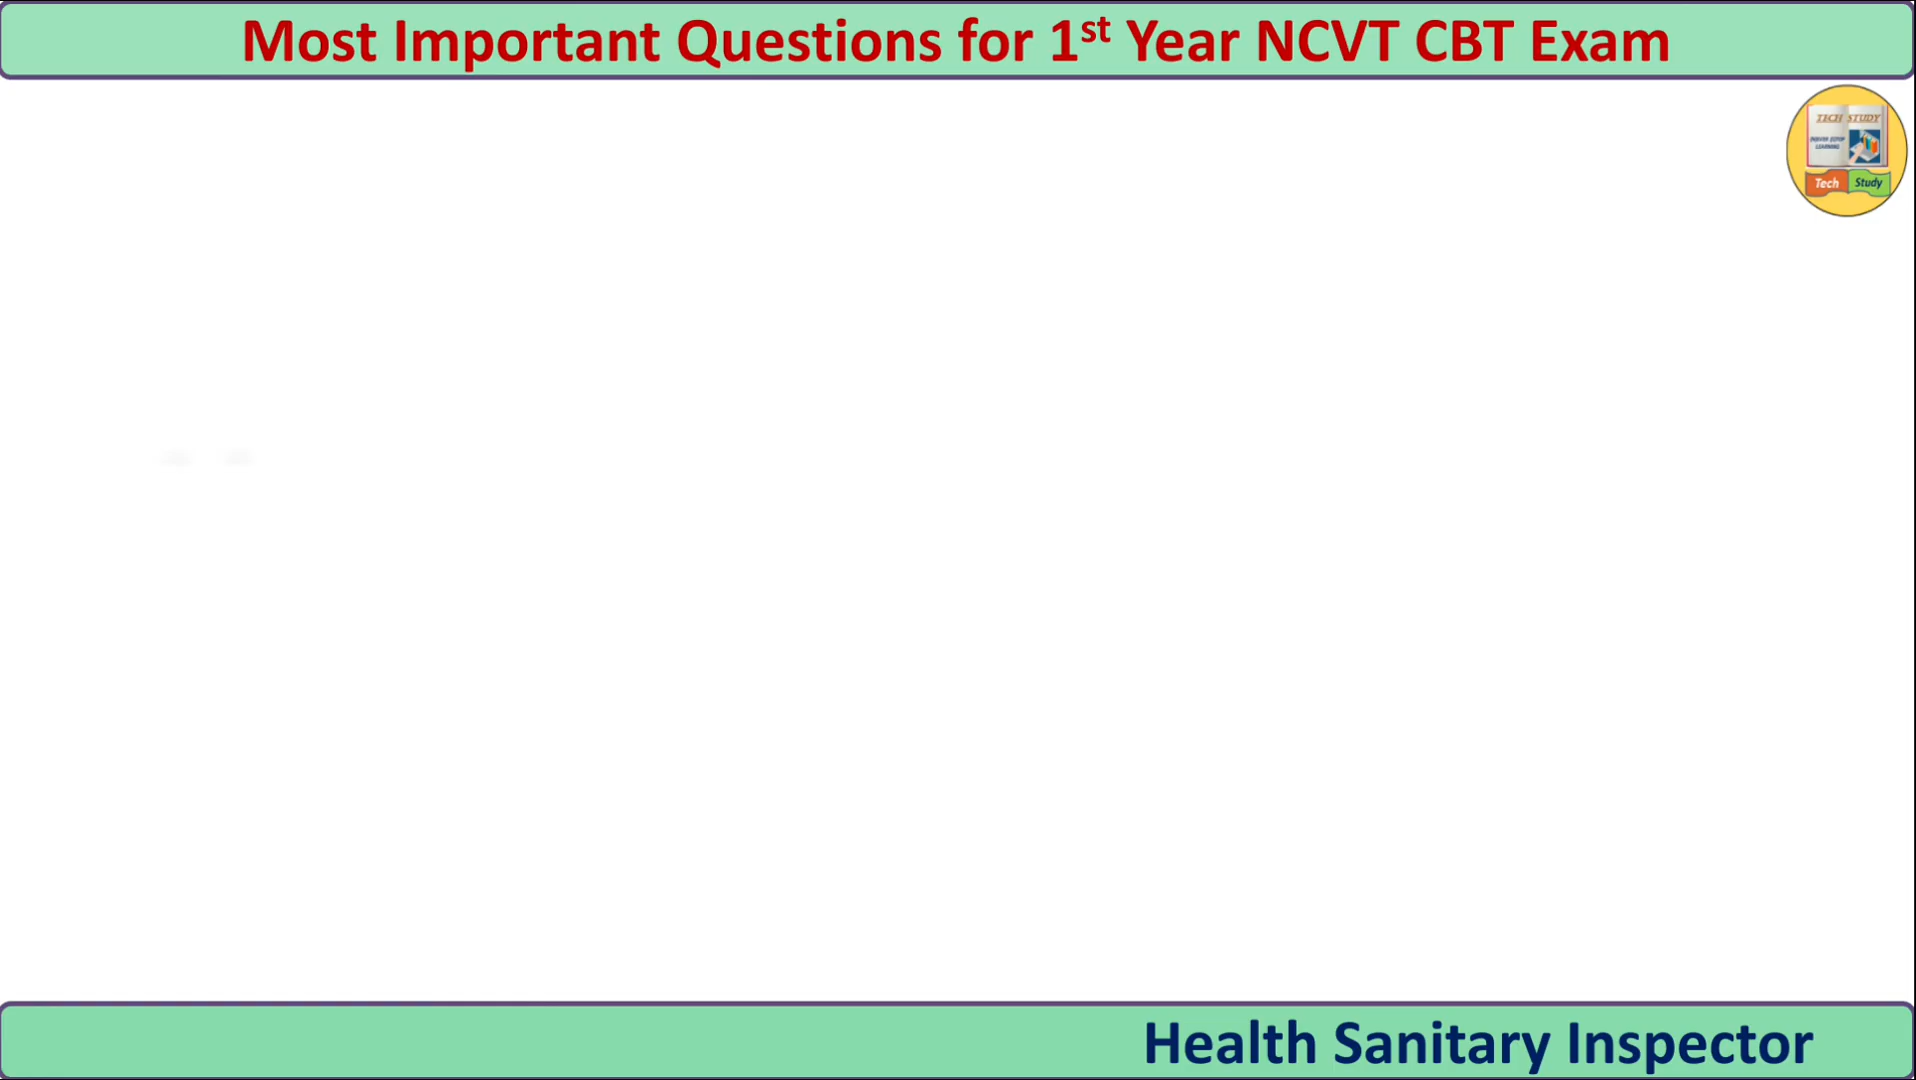 Most Important Questions for 1st Year NCVT CBT Exam
TECH STUDY
Tech Study
Health Sanitary Inspector